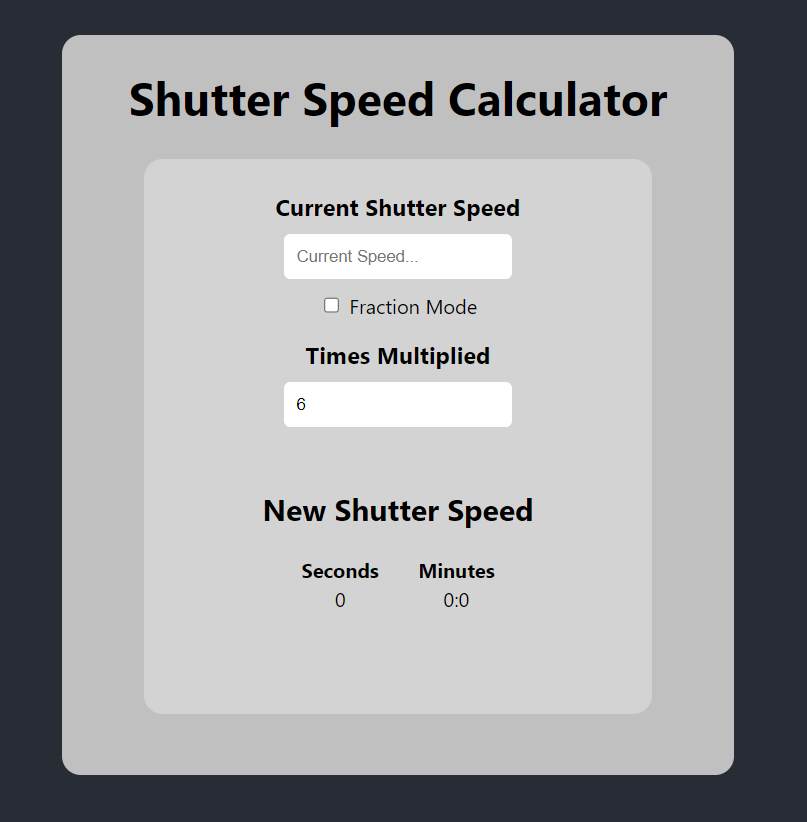 Shutter Speed Calculator
Current Shutter Speed
Current Speed...
Fraction Mode
Times Multiplied
6
New Shutter Speed
Seconds Minutes
0 0:0